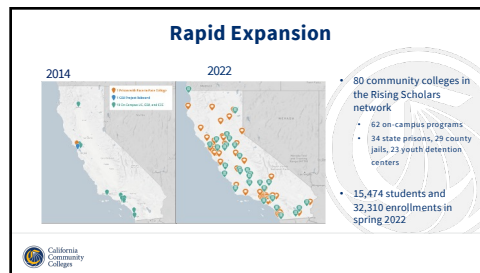 Rapid Expansion
2014
2022
80 community colleges in
the Rising Scholars
network
62 on-campus programs
34 state prisons, 29 county
jails, 23 youth detention
centers
15,474 students and
32,310 enrollments in
spring 2022
California
Community
Colleges